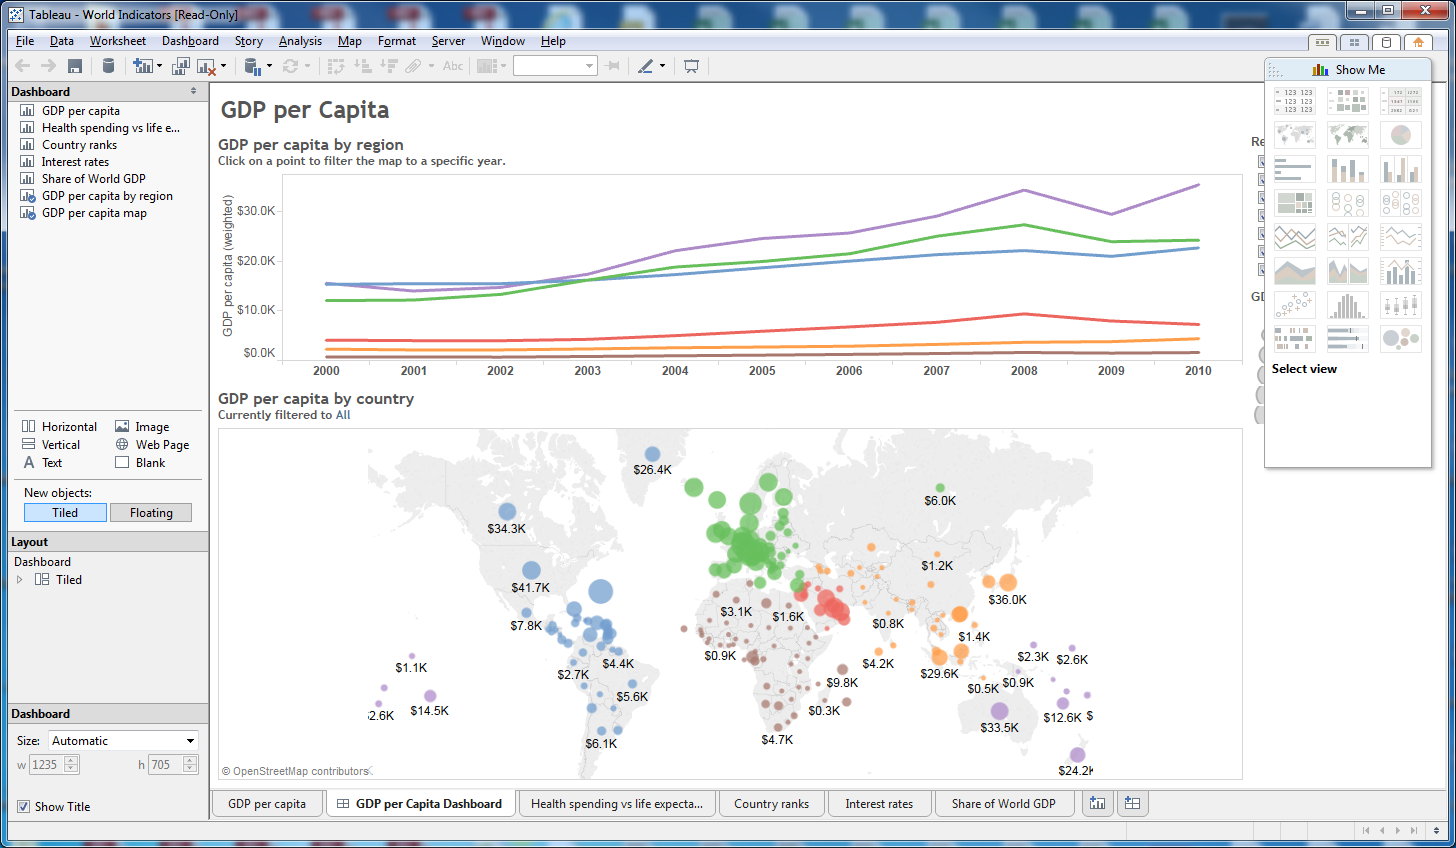 Tableau - World Indicators [Read-Only]
File Data Worksheet Dashboard Story Analysis Map Format Server Window Help
Abc
Dashboard
GDP per capita
Health spending vs life e...
Country ranks
Interest rates
Share of World GDP
GDP per capita by region
GDP per capita map
Horizontal Image
Vertical Web Page
Text Blank
New objects:
Tiled Floating
Layout
Dashboard
Tiled
Dashboard
Size: Automatic
w 1235 h 705
Show Title
GDP per Capita
GDP per capita by region
Click on a point to filter the map to a specific year.
GDP per capita (weighted)
$30.0K
$20.0K
$10.0K
$0.0K
2000 2001 2002 2003 2004 2005 2006 2007 2008 2009 2010
GDP per capita by country
Currently filtered to All
$26.4K
$6.0K
$34.3K
$1.2K
$41.7K
$36.0K
$3.1K
$1.6K
$7.8K
$0.8K
$1.4K
$0.9K
$2.3K
$2.6K
$1.1K
$4.4K
$4.2K
$2.7K
$29.6K
$9.8K
$0.9K
$0.5K
$5.6K
2.6K
$14.5K
$0.3K
$12.6K
$
$33.5K
$6.1K
$4.7K
$24.2K
© OpenStreetMap contributors
Re
GD
Show Me
Select view
GDP per capita
GDP per Capita Dashboard
Health spending vs life expecta...
Country ranks
Interest rates
Share of World GDP